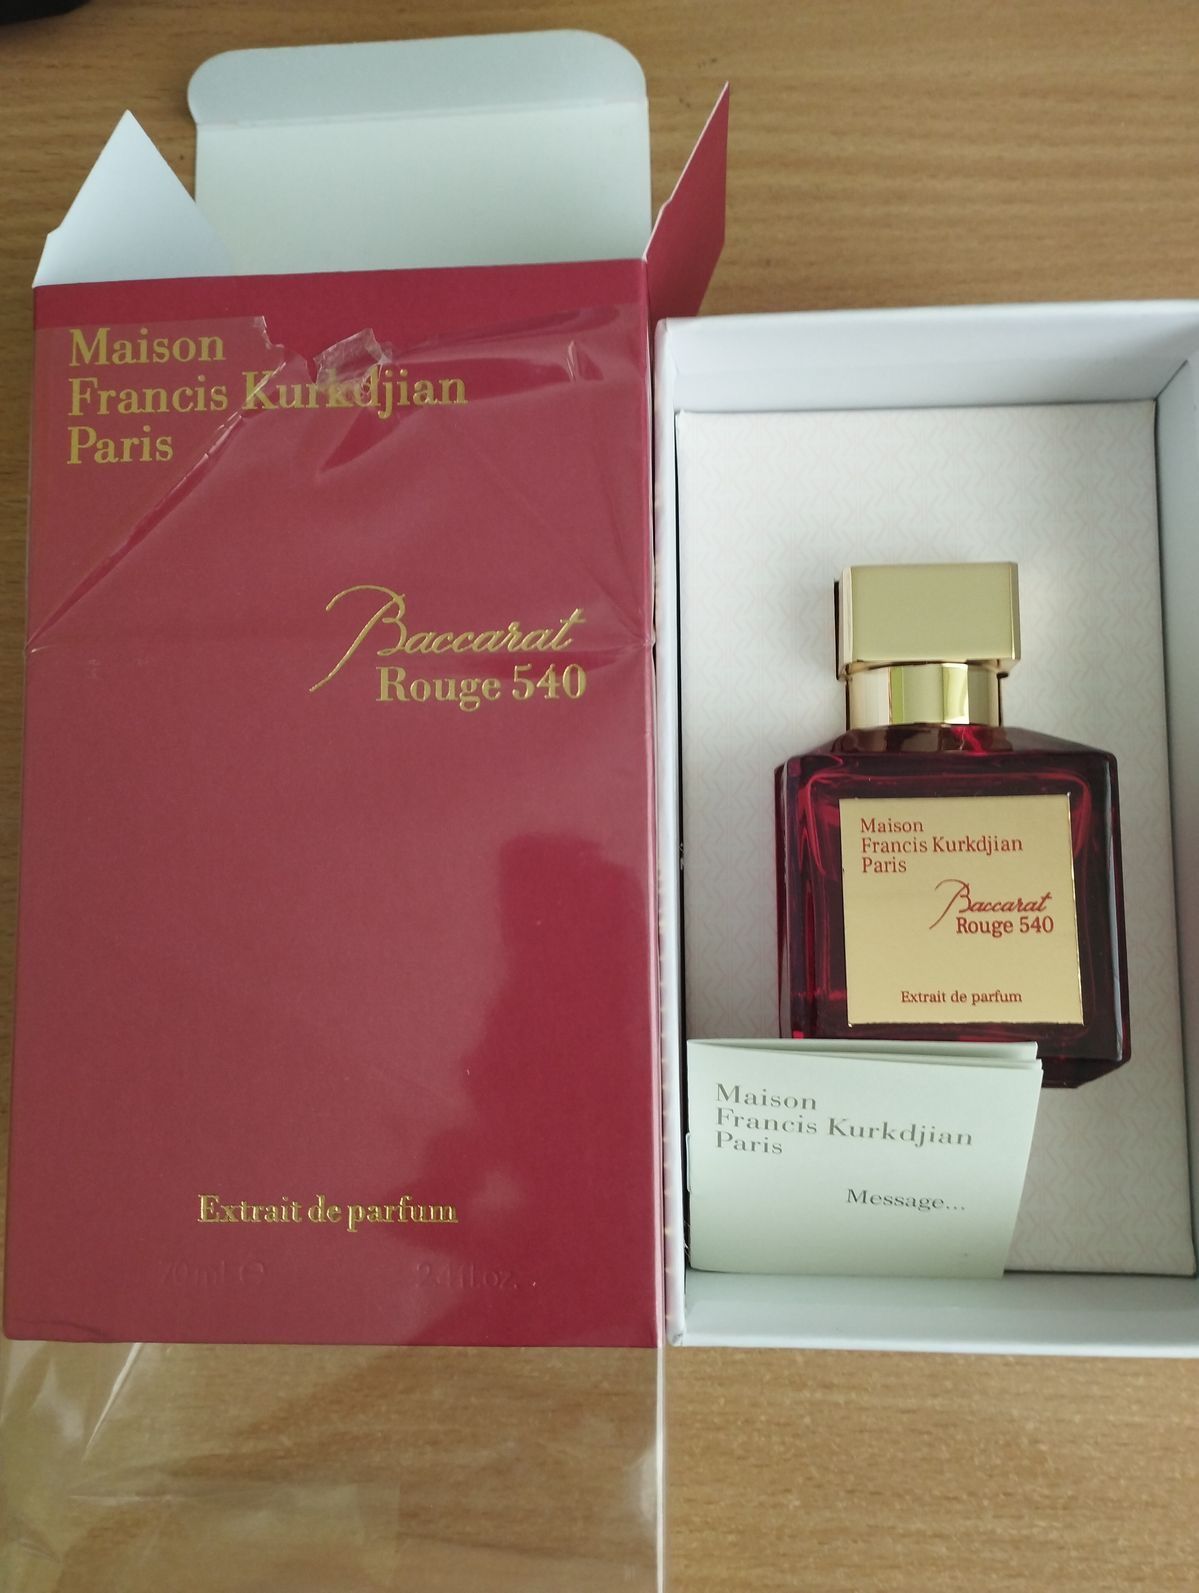 Maison
Francis Kurkdjian
Paris
Baccarat
Rouge 540
Extrait de parfum
70 ml ℮ 2.4 fl.oz.
Maison
Francis Kurkdjian
Paris
Baccarat
Rouge 540
Extrait de parfum
Maison
Francis Kurkdjian
Paris
Message...